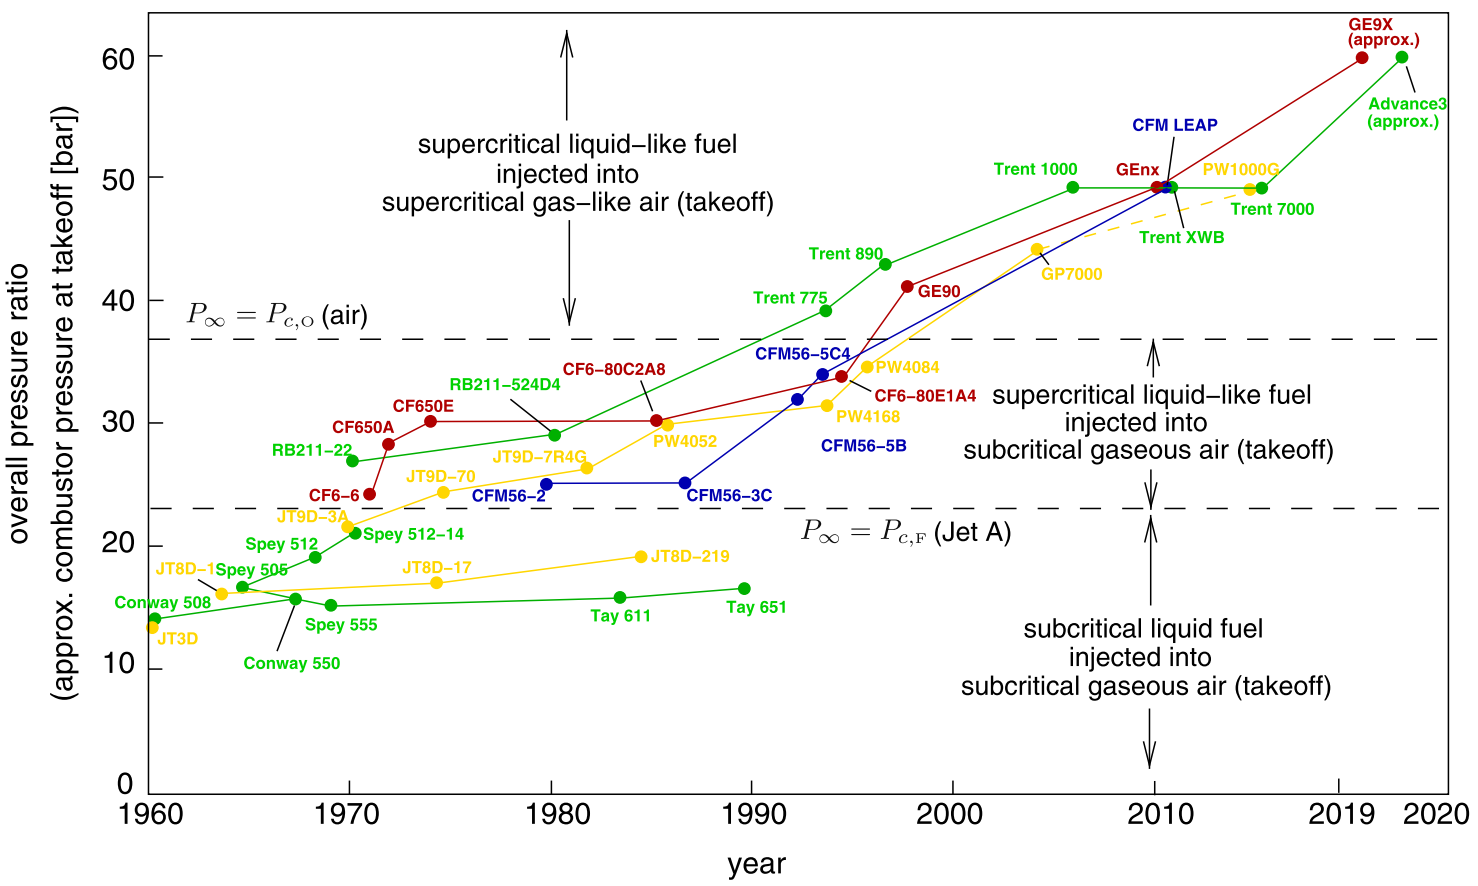 GE9X
(approx.)
60
Advance3
(approx.)
CFM LEAP
supercritical liquid−like fuel
injected into
supercritical gas−like air (takeoff)
50
Trent 1000
GEnx
PW1000G
Trent 7000
Trent XWB
Trent 890
GP7000
Trent 775
GE90
40
P∞ = Pc,O (air)
CFM56−5C4
PW4084
CF6−80C2A8
RB211−524D4
CF6−80E1A4
supercritical liquid−like fuel
injected into
subcritical gaseous air (takeoff)
CF650E
CF650A
30
PW4168
PW4052
CFM56−5B
RB211−22
JT9D−7R4G
JT9D−70
CF6−6
CFM56−2
CFM56−3C
JT9D−3A
P∞ = Pc,F (Jet A)
Spey 512−14
20
Spey 512
JT8D−219
JT8D−1
Spey 505
JT8D−17
Conway 508
Spey 555
Tay 611
Tay 651
JT3D
Conway 550
10
subcritical liquid fuel
injected into
subcritical gaseous air (takeoff)
0
1960 1970 1980 1990 2000 2010 2019 2020
year
overall pressure ratio
(approx. combustor pressure at takeoff [bar])